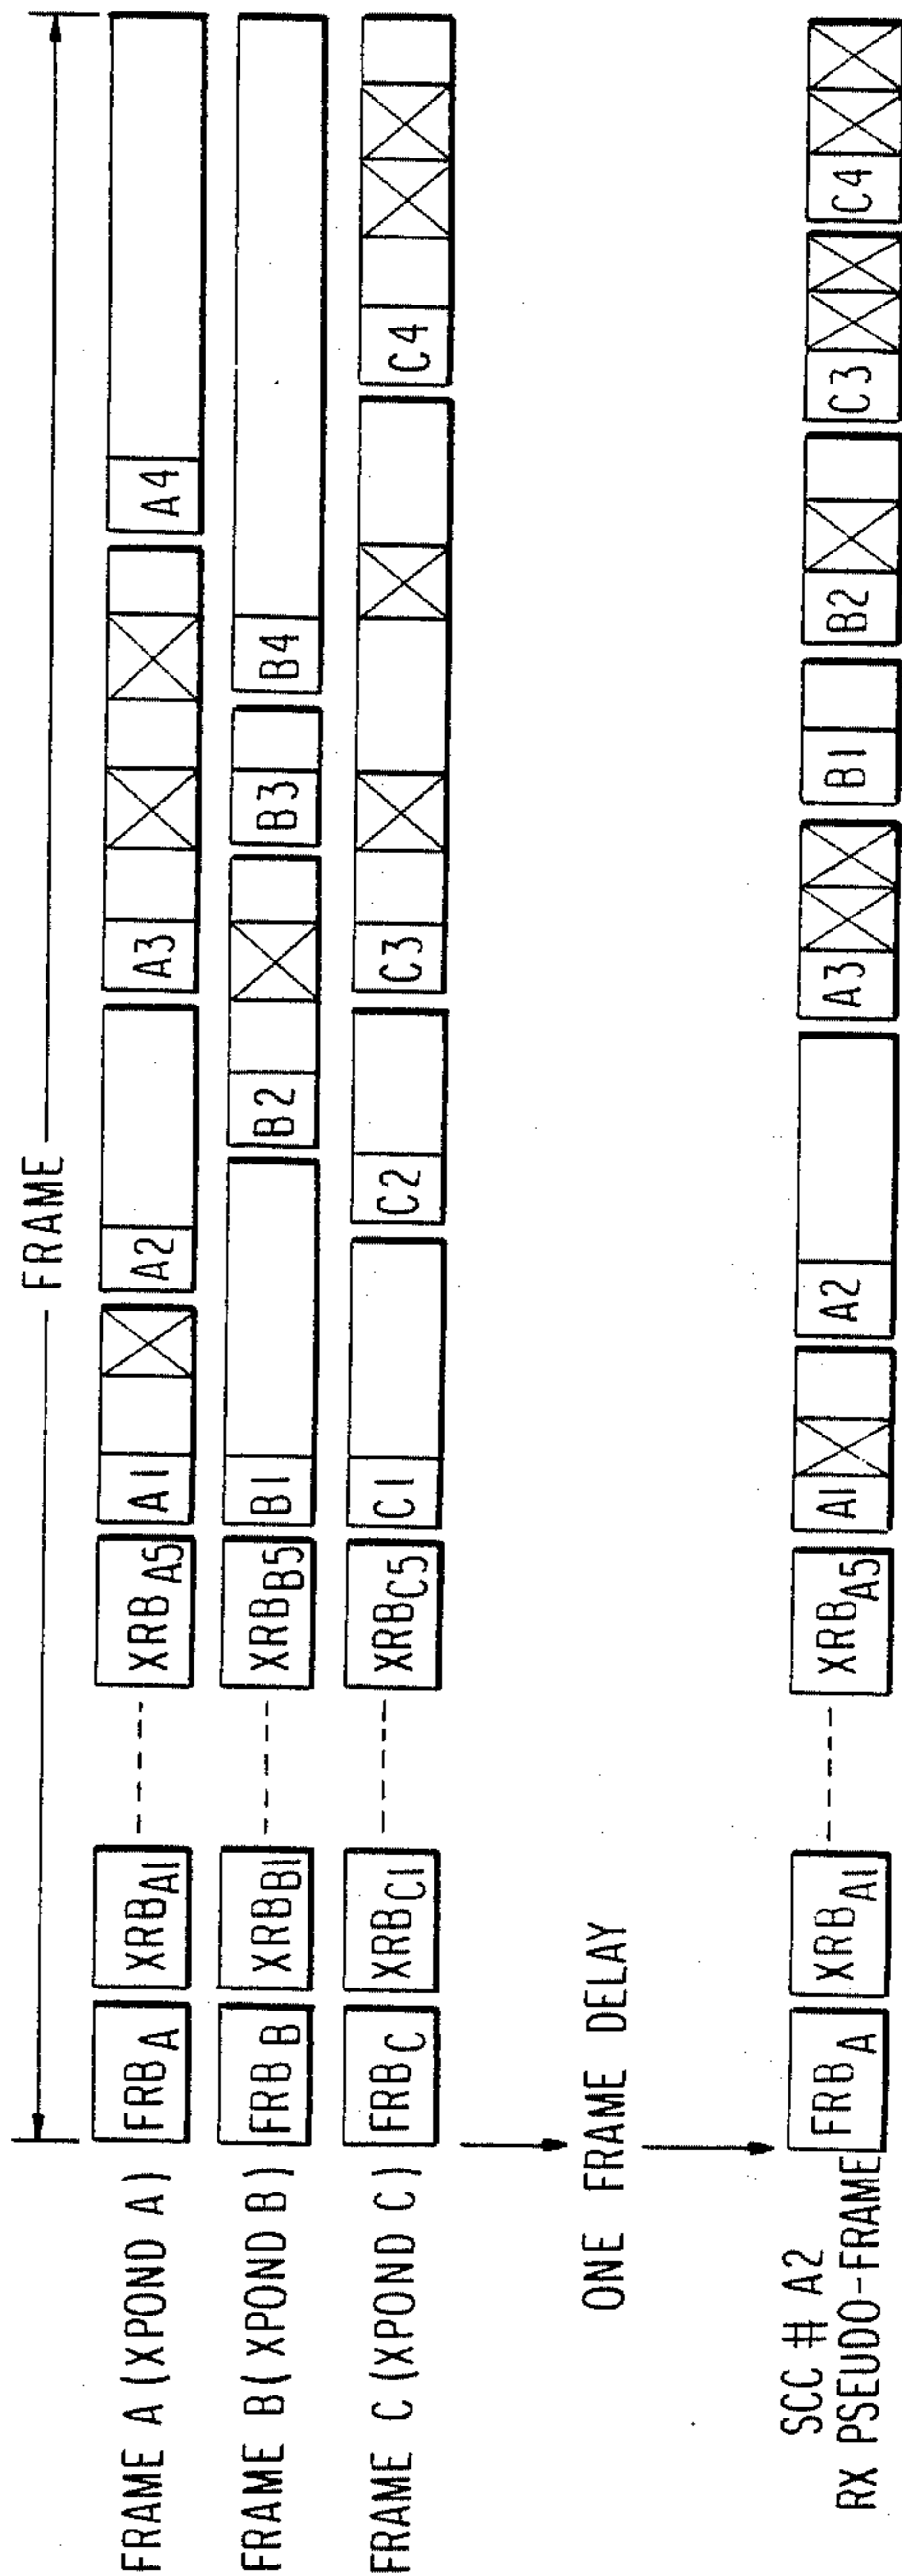 FRAME
FRAME A (XPOND A) FRB A XRB A1 XRB A5 A1 A2 A3 A4
FRAME B (XPOND B) FRB B XRB B1 XRB B5 B1 B2 B3 B4
FRAME C (XPOND C) FRB C XRB C1 XRB C5 C1 C2 C3 C4
ONE FRAME DELAY
SCC # A2
RX PSEUDO-FRAME FRB A XRB A1 XRB A5 A1 A2 A3 B1 B2 C3 C4